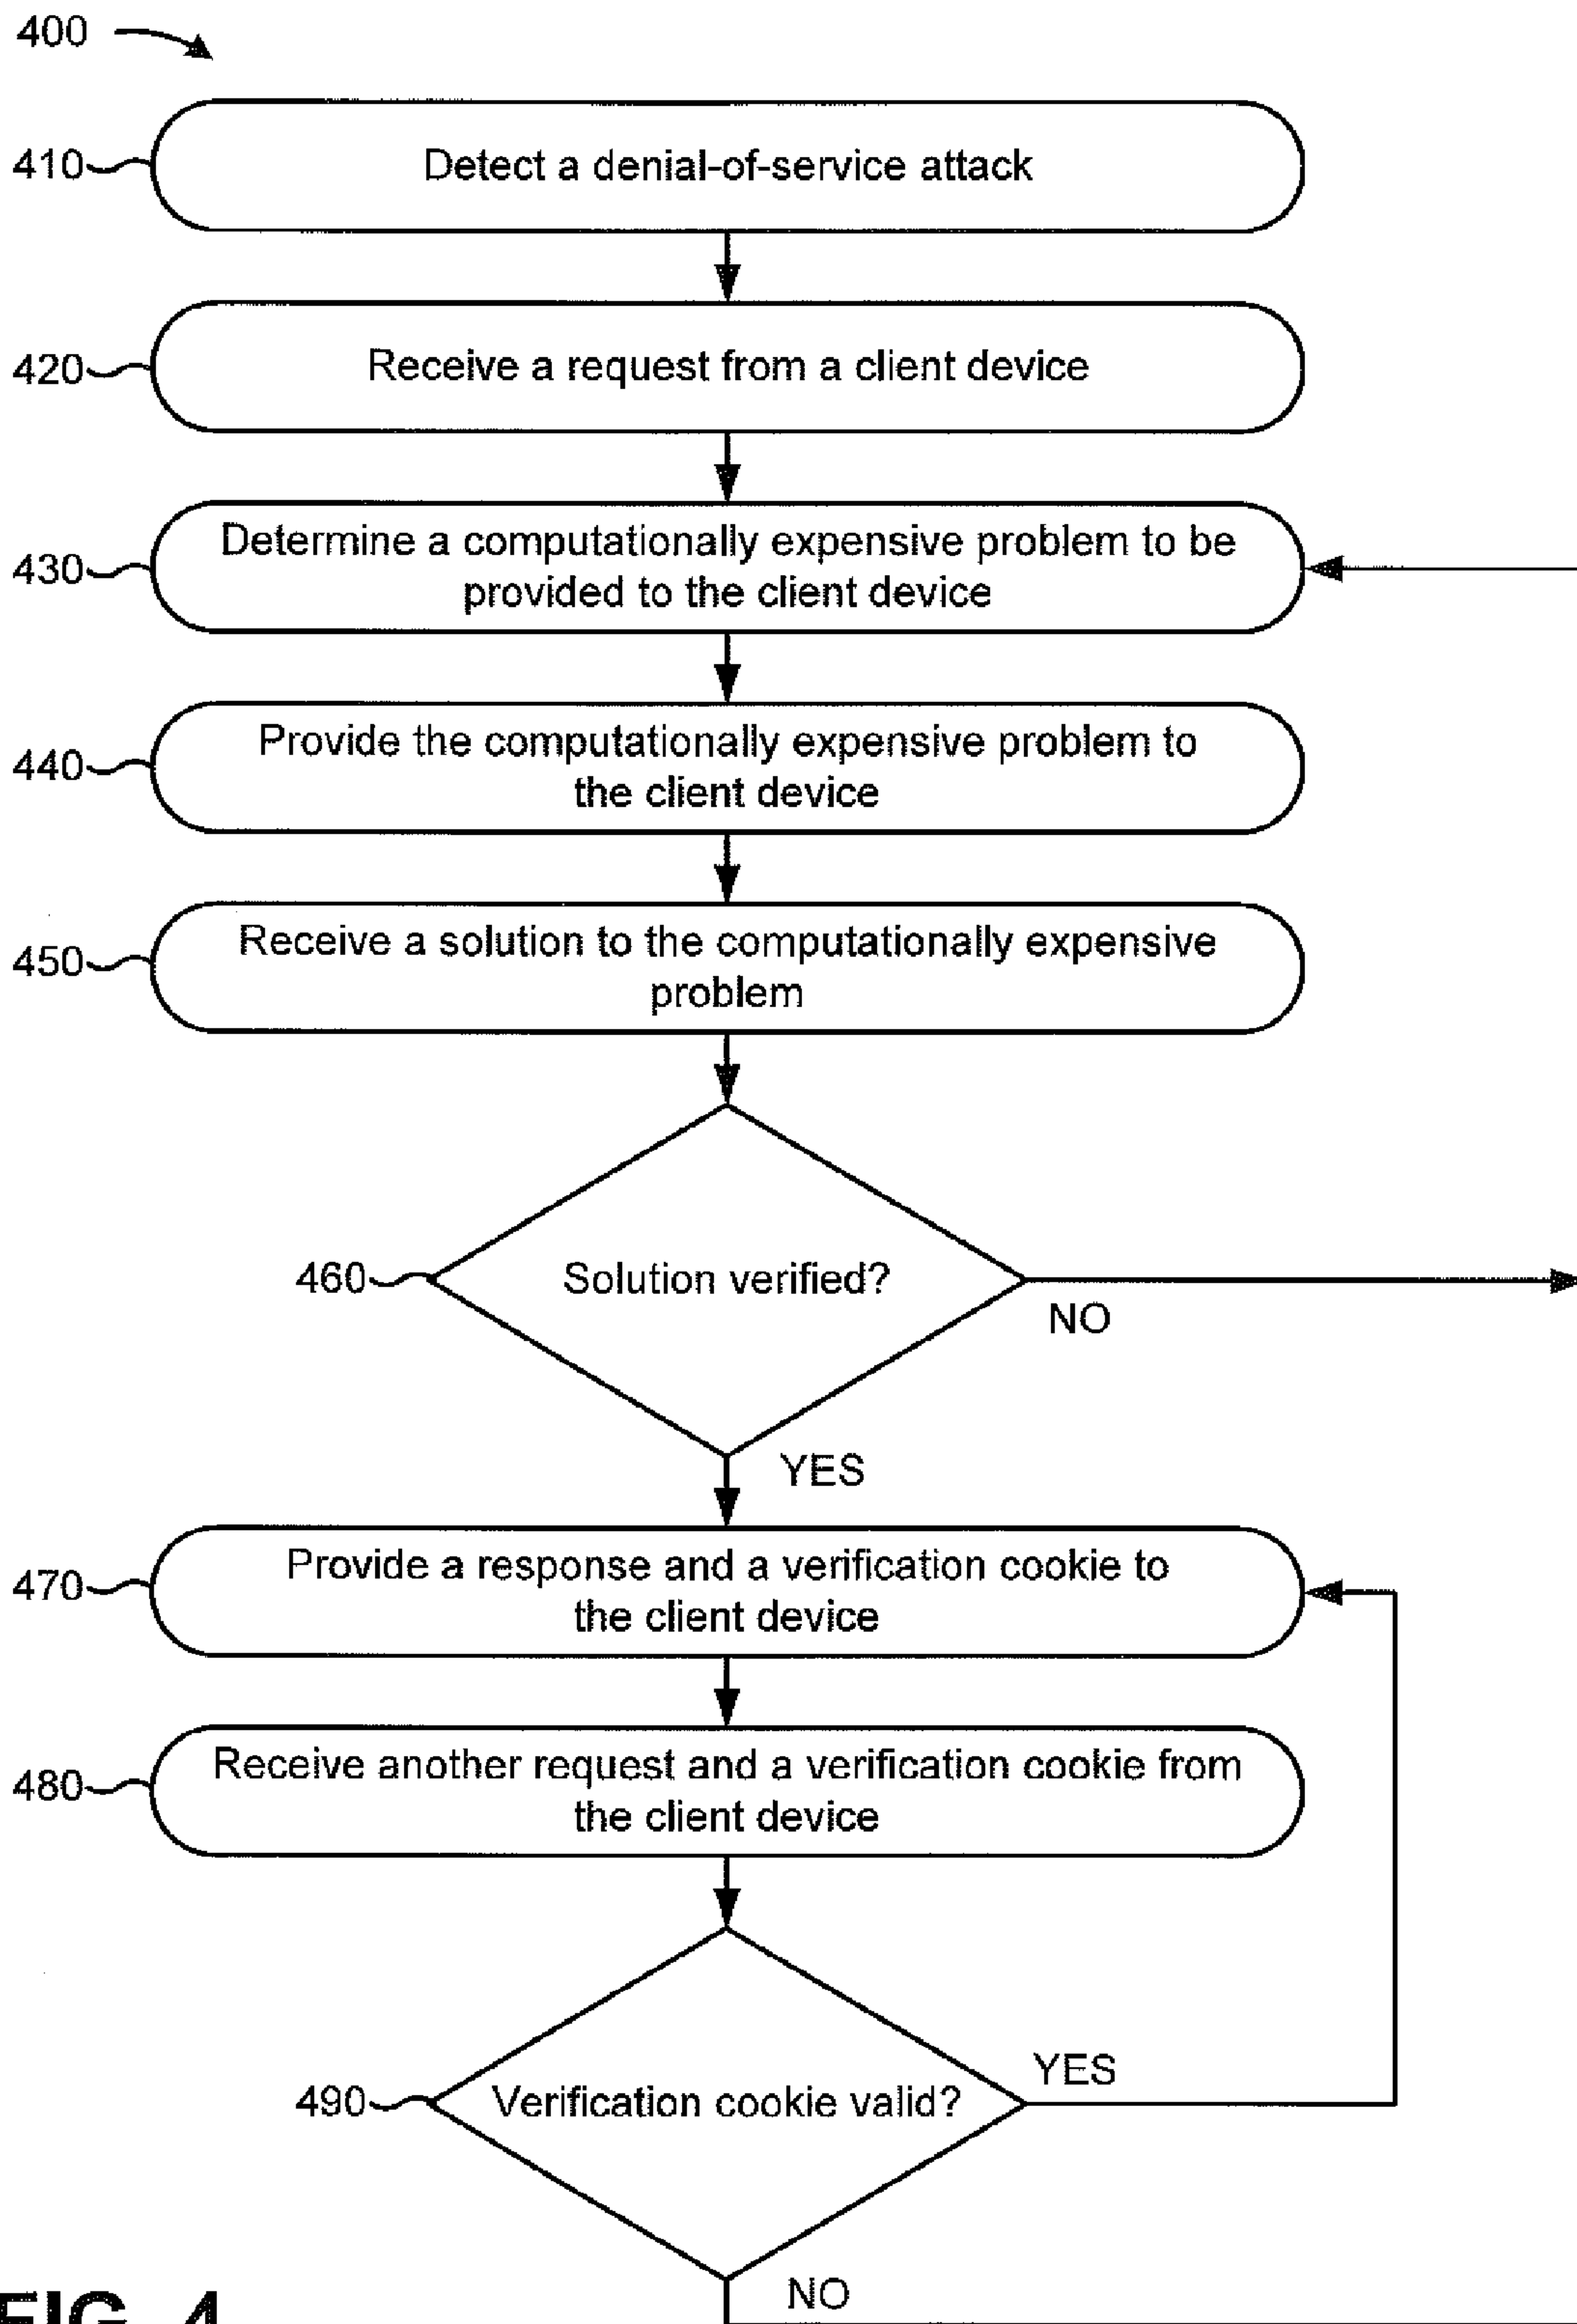 400
410
Detect a denial-of-service attack
420
Receive a request from a client device
430
Determine a computationally expensive problem to be
provided to the client device
440
Provide the computationally expensive problem to
the client device
450
Receive a solution to the computationally expensive
problem
460
Solution verified?
NO
YES
470
Provide a response and a verification cookie to
the client device
480
Receive another request and a verification cookie from
the client device
490
Verification cookie valid?
YES
NO
FIG. 4